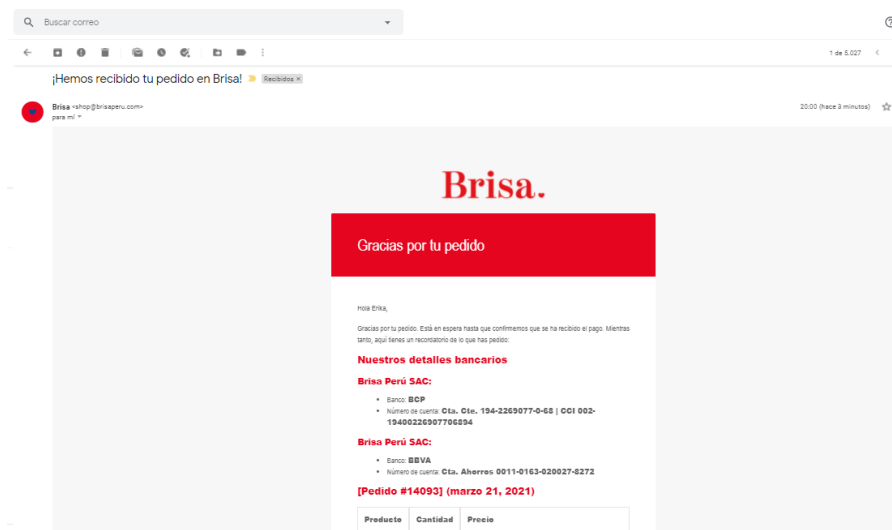 Buscar correo
1 de 5.027
¡Hemos recibido tu pedido en Brisa!
Recibidos ×
Brisa <shop@brisaperu.com>
20:00 (hace 3 minutos)
para mí
Brisa.
Gracias por tu pedido
Hola Erika,
Gracias por tu pedido. Está en espera hasta que confirmemos que se ha recibido el pago. Mientras
tanto, aquí tienes un recordatorio de lo que has pedido:
Nuestros detalles bancarios
Brisa Perú SAC:
Banco: BCP
Número de cuenta: Cta. Cte. 194-2269077-0-68 | CCI 002-
19400226907706894
Brisa Perú SAC:
Banco: BBVA
Número de cuenta: Cta. Ahorros 0011-0163-020027-8272
[Pedido #14093] (marzo 21, 2021)
Producto Cantidad Precio